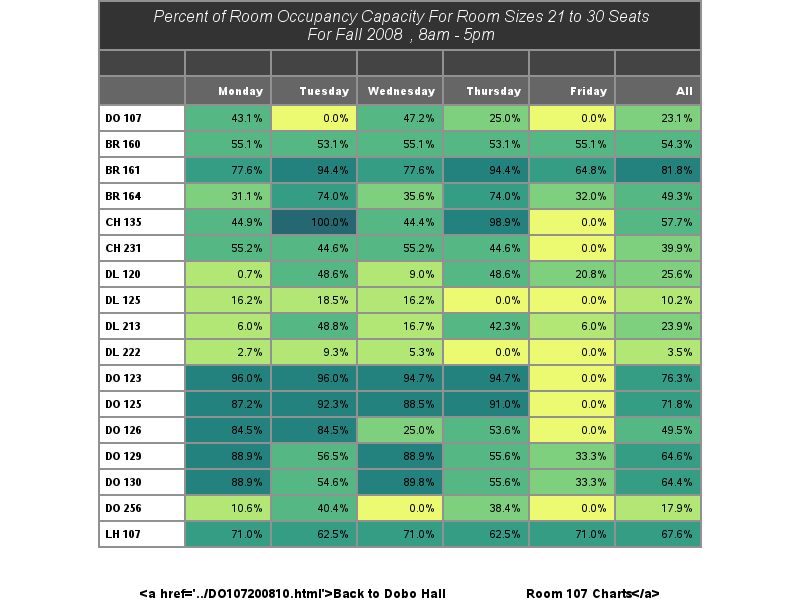 Percent of Room Occupancy Capacity For Room Sizes 21 to 30 Seats
For Fall 2008 , 8am - 5pm
Monday Tuesday Wednesday Thursday Friday All
DO 107 43.1% 0.0% 47.2% 25.0% 0.0% 23.1%
BR 160 55.1% 53.1% 55.1% 53.1% 55.1% 54.3%
BR 161 77.6% 94.4% 77.6% 94.4% 64.8% 81.8%
BR 164 31.1% 74.0% 35.6% 74.0% 32.0% 49.3%
CH 135 44.9% 100.0% 44.4% 98.9% 0.0% 57.7%
CH 231 55.2% 44.6% 55.2% 44.6% 0.0% 39.9%
DL 120 0.7% 48.6% 9.0% 48.6% 20.8% 25.6%
DL 125 16.2% 18.5% 16.2% 0.0% 0.0% 10.2%
DL 213 6.0% 48.8% 16.7% 42.3% 6.0% 23.9%
DL 222 2.7% 9.3% 5.3% 0.0% 0.0% 3.5%
DO 123 96.0% 96.0% 94.7% 94.7% 0.0% 76.3%
DO 125 87.2% 92.3% 88.5% 91.0% 0.0% 71.8%
DO 126 84.5% 84.5% 25.0% 53.6% 0.0% 49.5%
DO 129 88.9% 56.5% 88.9% 55.6% 33.3% 64.6%
DO 130 88.9% 54.6% 89.8% 55.6% 33.3% 64.4%
DO 256 10.6% 40.4% 0.0% 38.4% 0.0% 17.9%
LH 107 71.0% 62.5% 71.0% 62.5% 71.0% 67.6%
<a href='../DO107200810.html'>Back to Dobo Hall Room 107 Charts</a>